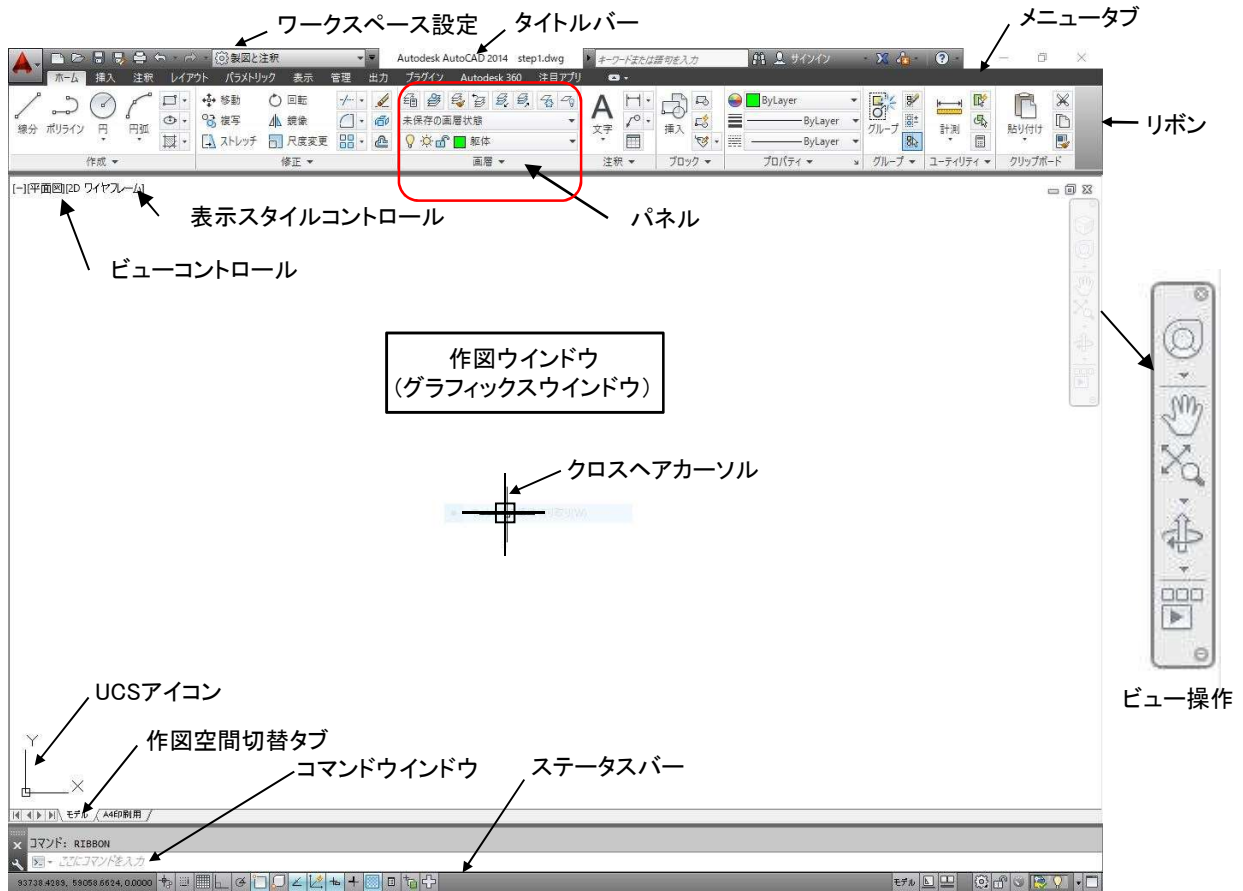 ワークスペース設定
タイトルバー
メニュータブ
製図と注釈
Autodesk AutoCAD 2014 step1.dwg
キーワードまたは語句を入力
サインイン
ホーム 挿入 注釈 レイアウト パラメトリック 表示 管理 出力 プラグイン Autodesk 360 注目アプリ
線分 ポリライン 円 円弧
移動 回転
複写 鏡像
ストレッチ 尺度変更
未保存の画層状態
躯体
文字
挿入
ByLayer
ByLayer
ByLayer
グループ
計測
貼り付け
作成 修正 画層 注釈 ブロック プロパティ グループ ユーティリティ クリップボード
リボン
[-][平面図][2D ワイヤフレーム]
表示スタイルコントロール
パネル
ビューコントロール
作図ウインドウ
(グラフィックスウインドウ)
クロスヘアカーソル
ビュー操作
UCSアイコン
Y
X
作図空間切替タブ
コマンドウインドウ
ステータスバー
モデル A4印刷用
コマンド: RIBBON
ここにコマンドを入力
93738.4289, 59058.6624, 0.0000
モデル